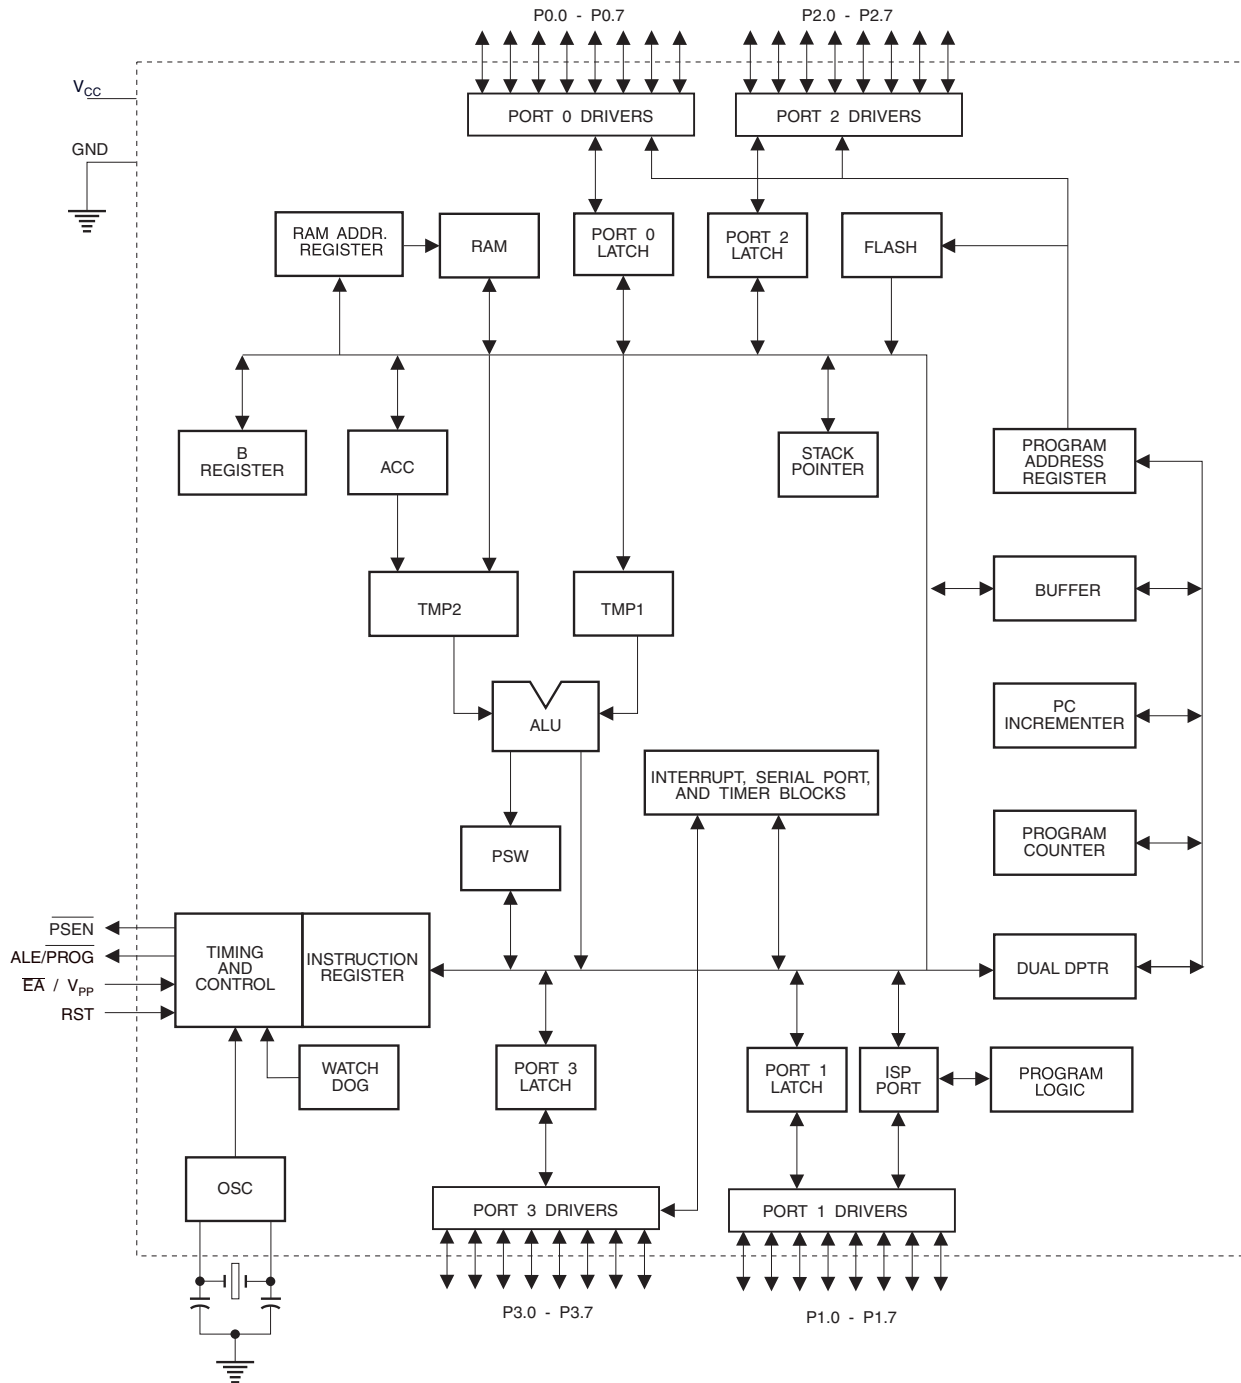 P0.0 - P0.7
P2.0 - P2.7
VCC
PORT 0 DRIVERS
PORT 2 DRIVERS
GND
RAM ADDR.
REGISTER
RAM
PORT 0
LATCH
PORT 2
LATCH
FLASH
B
REGISTER
ACC
STACK
POINTER
PROGRAM
ADDRESS
REGISTER
BUFFER
TMP2
TMP1
ALU
PC
INCREMENTER
INTERRUPT, SERIAL PORT,
AND TIMER BLOCKS
PROGRAM
COUNTER
PSW
PSEN
ALE/PROG
EA / VPP
RST
TIMING
AND
CONTROL
INSTRUCTION
REGISTER
DUAL DPTR
WATCH
DOG
PORT 3
LATCH
PORT 1
LATCH
ISP
PORT
PROGRAM
LOGIC
OSC
PORT 3 DRIVERS
PORT 1 DRIVERS
P3.0 - P3.7
P1.0 - P1.7